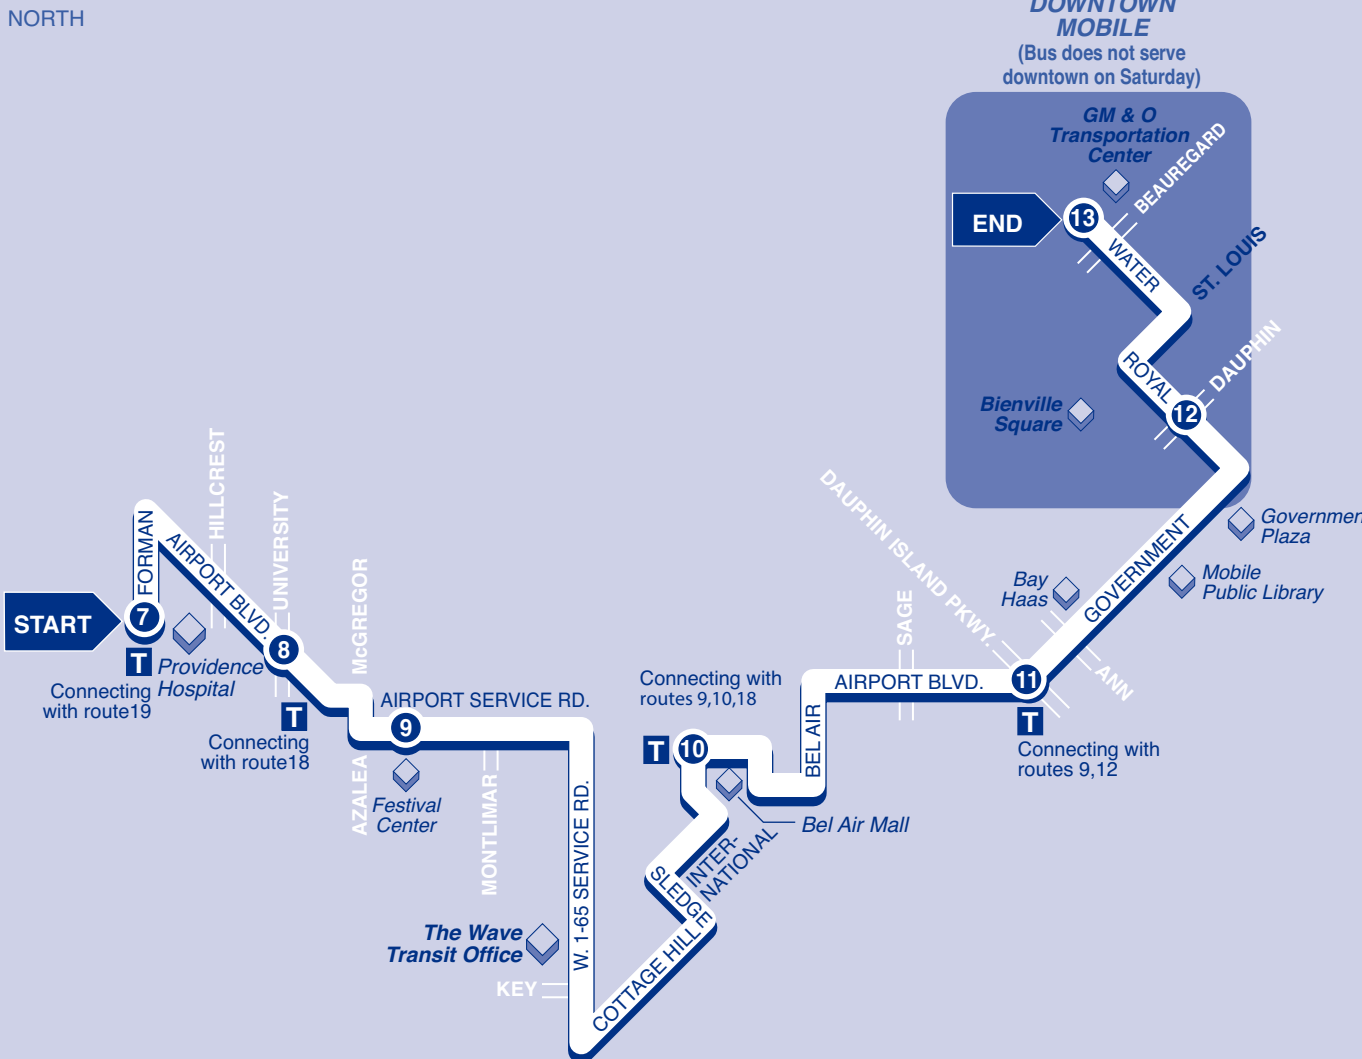 NORTH
DOWNTOWN
MOBILE
(Bus does not serve
downtown on Saturday)
GM & O
Transportation
Center
BEAUREGARD
END
13
WATER
ST. LOUIS
ROYAL
DAUPHIN
12
Bienville
Square
Governmen
Plaza
Mobile
Public Library
GOVERNMENT
Bay
Haas
ANN
DAUPHIN ISLAND PKWY.
SAGE
11
T
Connecting with
routes 9,12
AIRPORT BLVD.
BEL AIR
Connecting with
routes 9,10,18
T
10
Bel Air Mall
INTER-
NATIONAL
SLEDGE
COTTAGE HILL
W. 1-65 SERVICE RD.
KEY
The Wave
Transit Office
MONTLIMAR
AIRPORT SERVICE RD.
9
Festival
Center
AZALEA
McGREGOR
UNIVERSITY
HILLCREST
8
T
Connecting
with route18
AIRPORT BLVD.
FORMAN
START
7
T
Providence
Hospital
Connecting
with route19